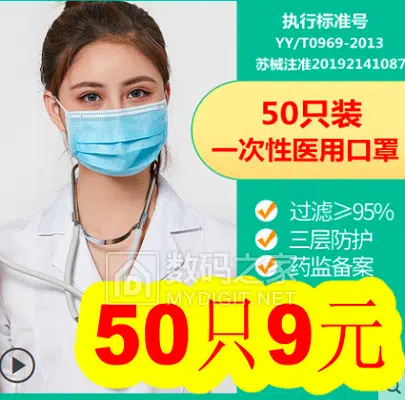 执行标准号
YY/T0969-2013
苏械注准20192141087
50只装
一次性医用口罩
过滤≥95%
三层防护
药监备案
数码之家
MYDIGIT.NET
50只9元